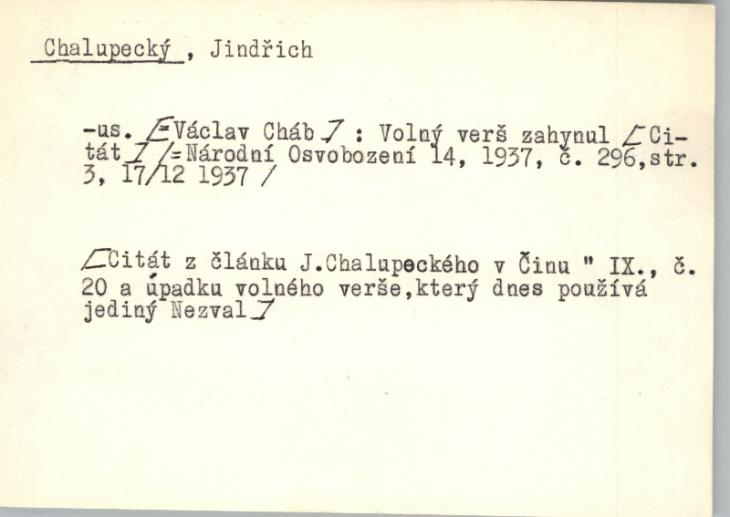 Chalupecký , Jindřich
-us. [=Václav Cháb] : Volný verš zahynul [Ci-
tát] /=Národní Osvobození 14, 1937, č. 296,str.
3, 17/12 1937 /
[Citát z článku J.Chalupeckého v Činu " IX., č.
20 a úpadku volného verše,který dnes používá
jediný Nezval]